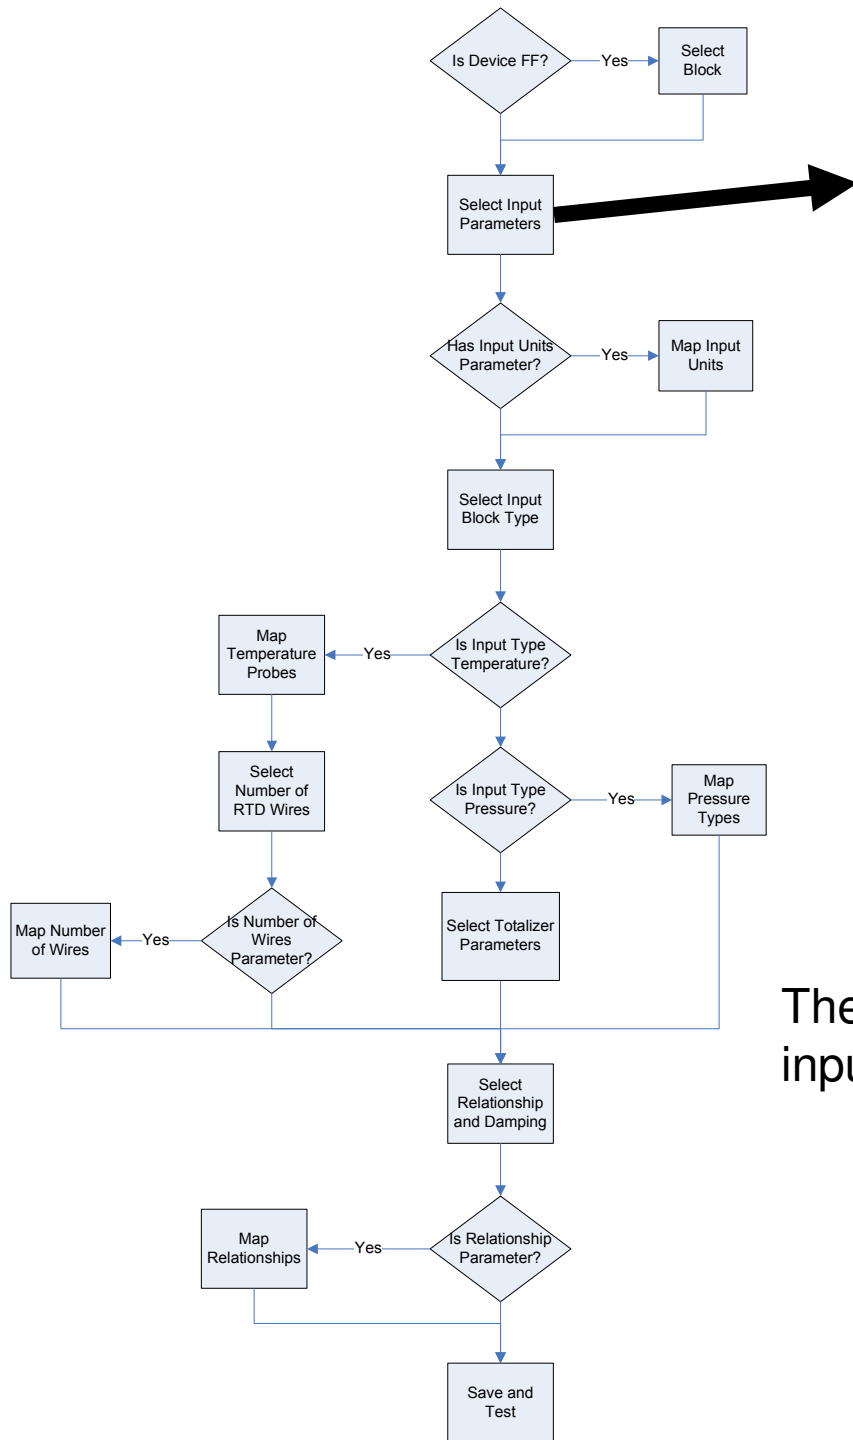 Is Device FF?
Yes
Select
Block
Select Input
Parameters
Has Input Units
Parameter?
Yes
Map Input
Units
Select Input
Block Type
Map
Temperature
Probes
Yes
Is Input Type
Temperature?
Select
Number of
RTD Wires
Is Input Type
Pressure?
Yes
Map
Pressure
Types
Map Number
of Wires
Yes
Is Number of
Wires
Parameter?
Select Totalizer
Parameters
The
inpu
Select
Relationship
and Damping
Map
Relationships
Yes
Is Relationship
Parameter?
Save and
Test